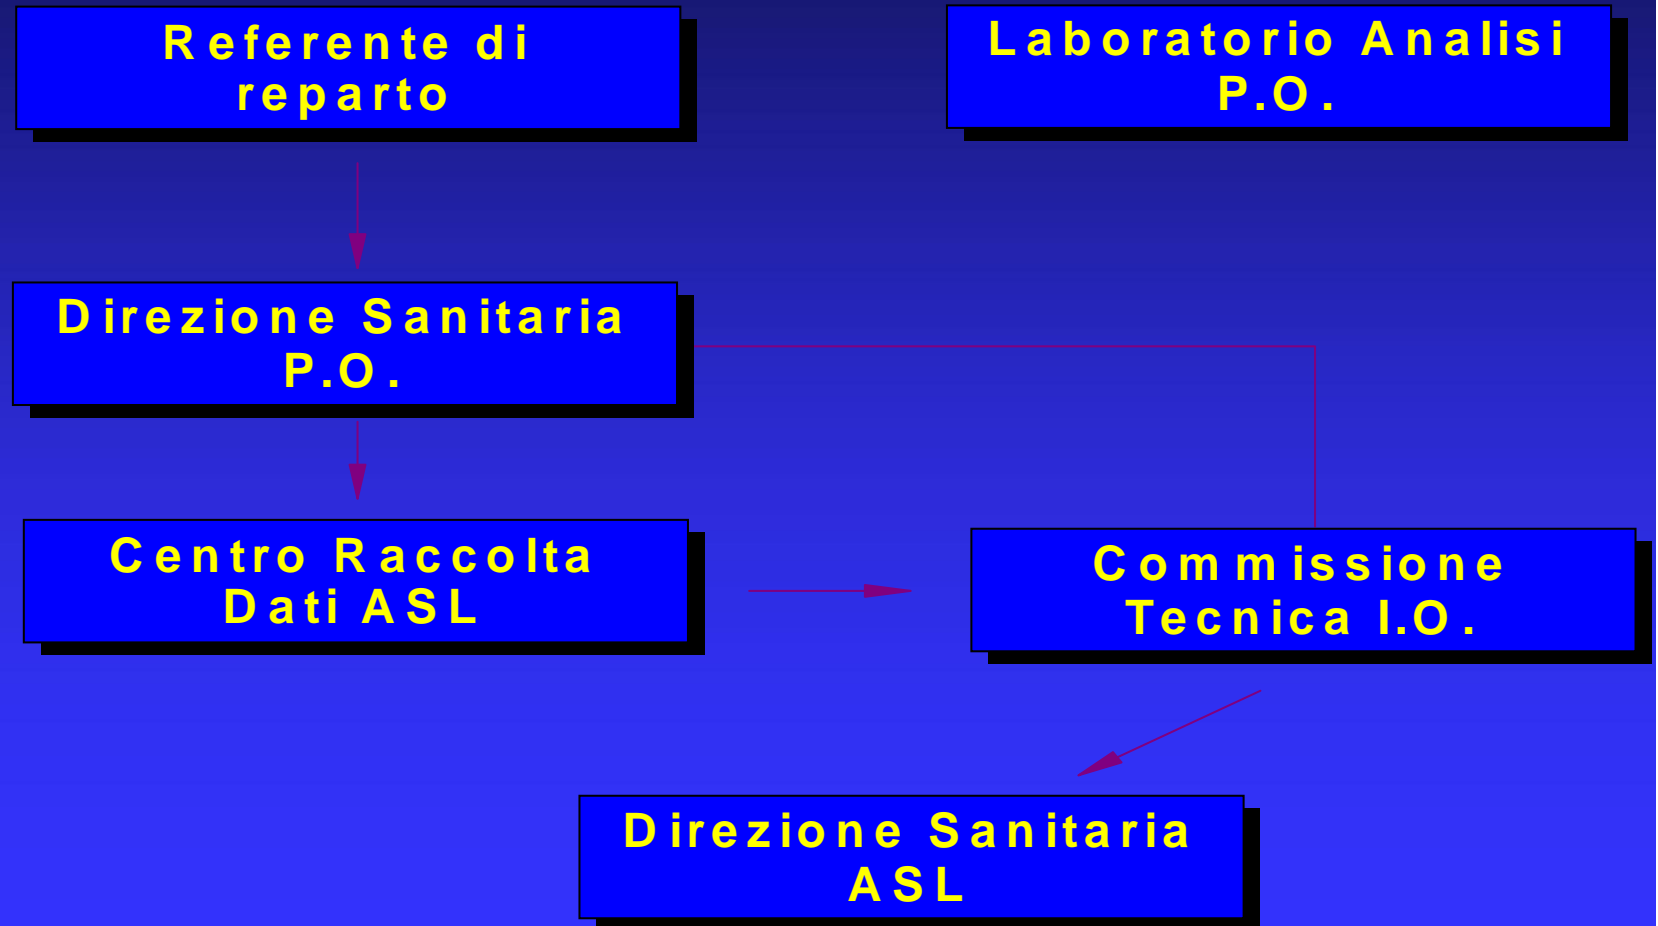 Referente di
reparto
Laboratorio Analisi
P.O.
Direzione Sanitaria
P.O.
Centro Raccolta
Dati ASL
Commissione
Tecnica I.O.
Direzione Sanitaria
ASL